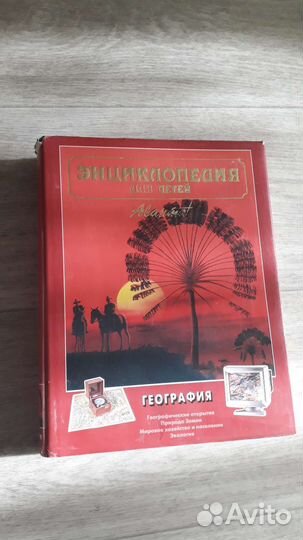 ЭНЦИКЛОПЕДИЯ
ДЛЯ ДЕТЕЙ
Аванта+
ГЕОГРАФИЯ
Географические открытия
Природа Земли
Мировое хозяйство и население
Экология
Avito